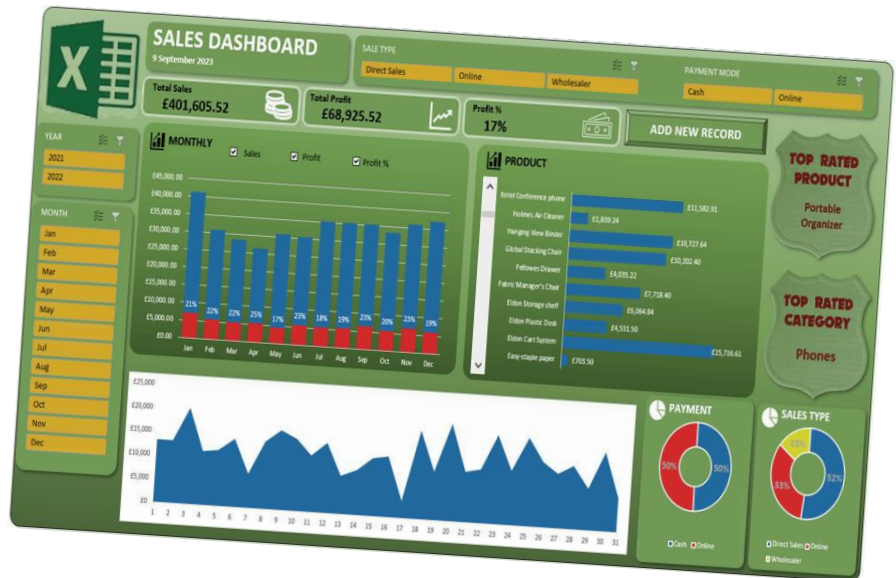 X
SALES DASHBOARD
9 September 2023
SALE TYPE
Direct Sales
Online
Wholesaler
PAYMENT MODE
Cash
Online
Total Sales
£401,605.52
Total Profit
£68,925.52
Profit %
17%
ADD NEW RECORD
YEAR
2021
2022
MONTH
Jan
Feb
Mar
Apr
May
Jun
Jul
Aug
Sep
Oct
Nov
Dec
MONTHLY
Sales
Profit
Profit %
£45,000.00
£40,000.00
£35,000.00
£30,000.00
£25,000.00
£20,000.00
£15,000.00
£10,000.00
£5,000.00
£0.00
21% 22% 22% 25% 17% 23% 18% 19% 23% 20% 23% 19%
Jan Feb Mar Apr May Jun Jul Aug Sep Oct Nov Dec
PRODUCT
Kotel Conference phone £11,582.91
Holmes Air Cleaner £1,839.24
Hanging View Binder £10,727.64
Global Stacking Chair £10,202.40
Fellowes Drawer £4,035.22
Fabric Manager's Chair £7,718.40
Eldon Storage shelf £6,064.84
Eldon Plastic Desk £4,531.50
Eldon Cart System £15,716.61
Easy-staple paper £703.50
TOP RATED
PRODUCT
Portable
Organizer
TOP RATED
CATEGORY
Phones
£25,000
£20,000
£15,000
£10,000
£5,000
£0
1 2 3 4 5 6 7 8 9 10 11 12 13 14 15 16 17 18 19 20 21 22 23 24 25 26 27 28 29 30 31
PAYMENT
50% 50%
Cash Online
SALES TYPE
15%
33% 52%
Direct Sales Online
Wholesaler